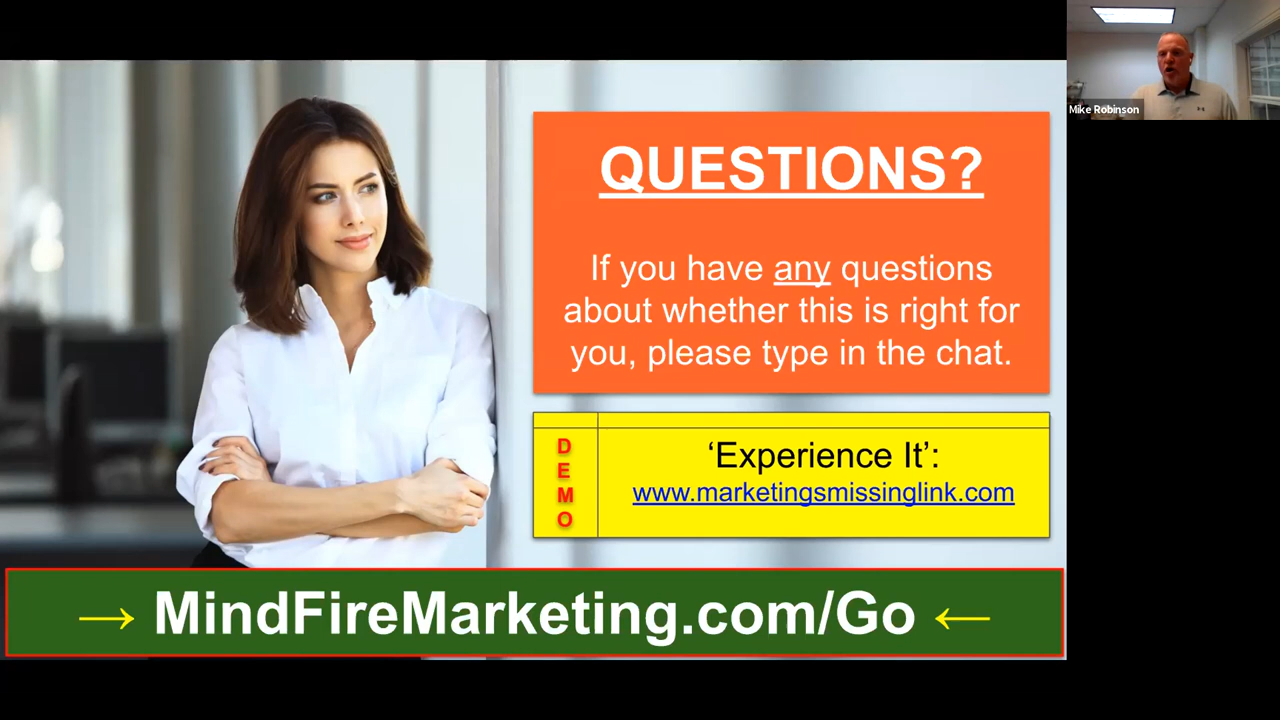 Mike Robinson
QUESTIONS?
If you have any questions
about whether this is right for
you, please type in the chat.
DEMO
‘Experience It’:
www.marketingsmissinglink.com
→ MindFireMarketing.com/Go ←